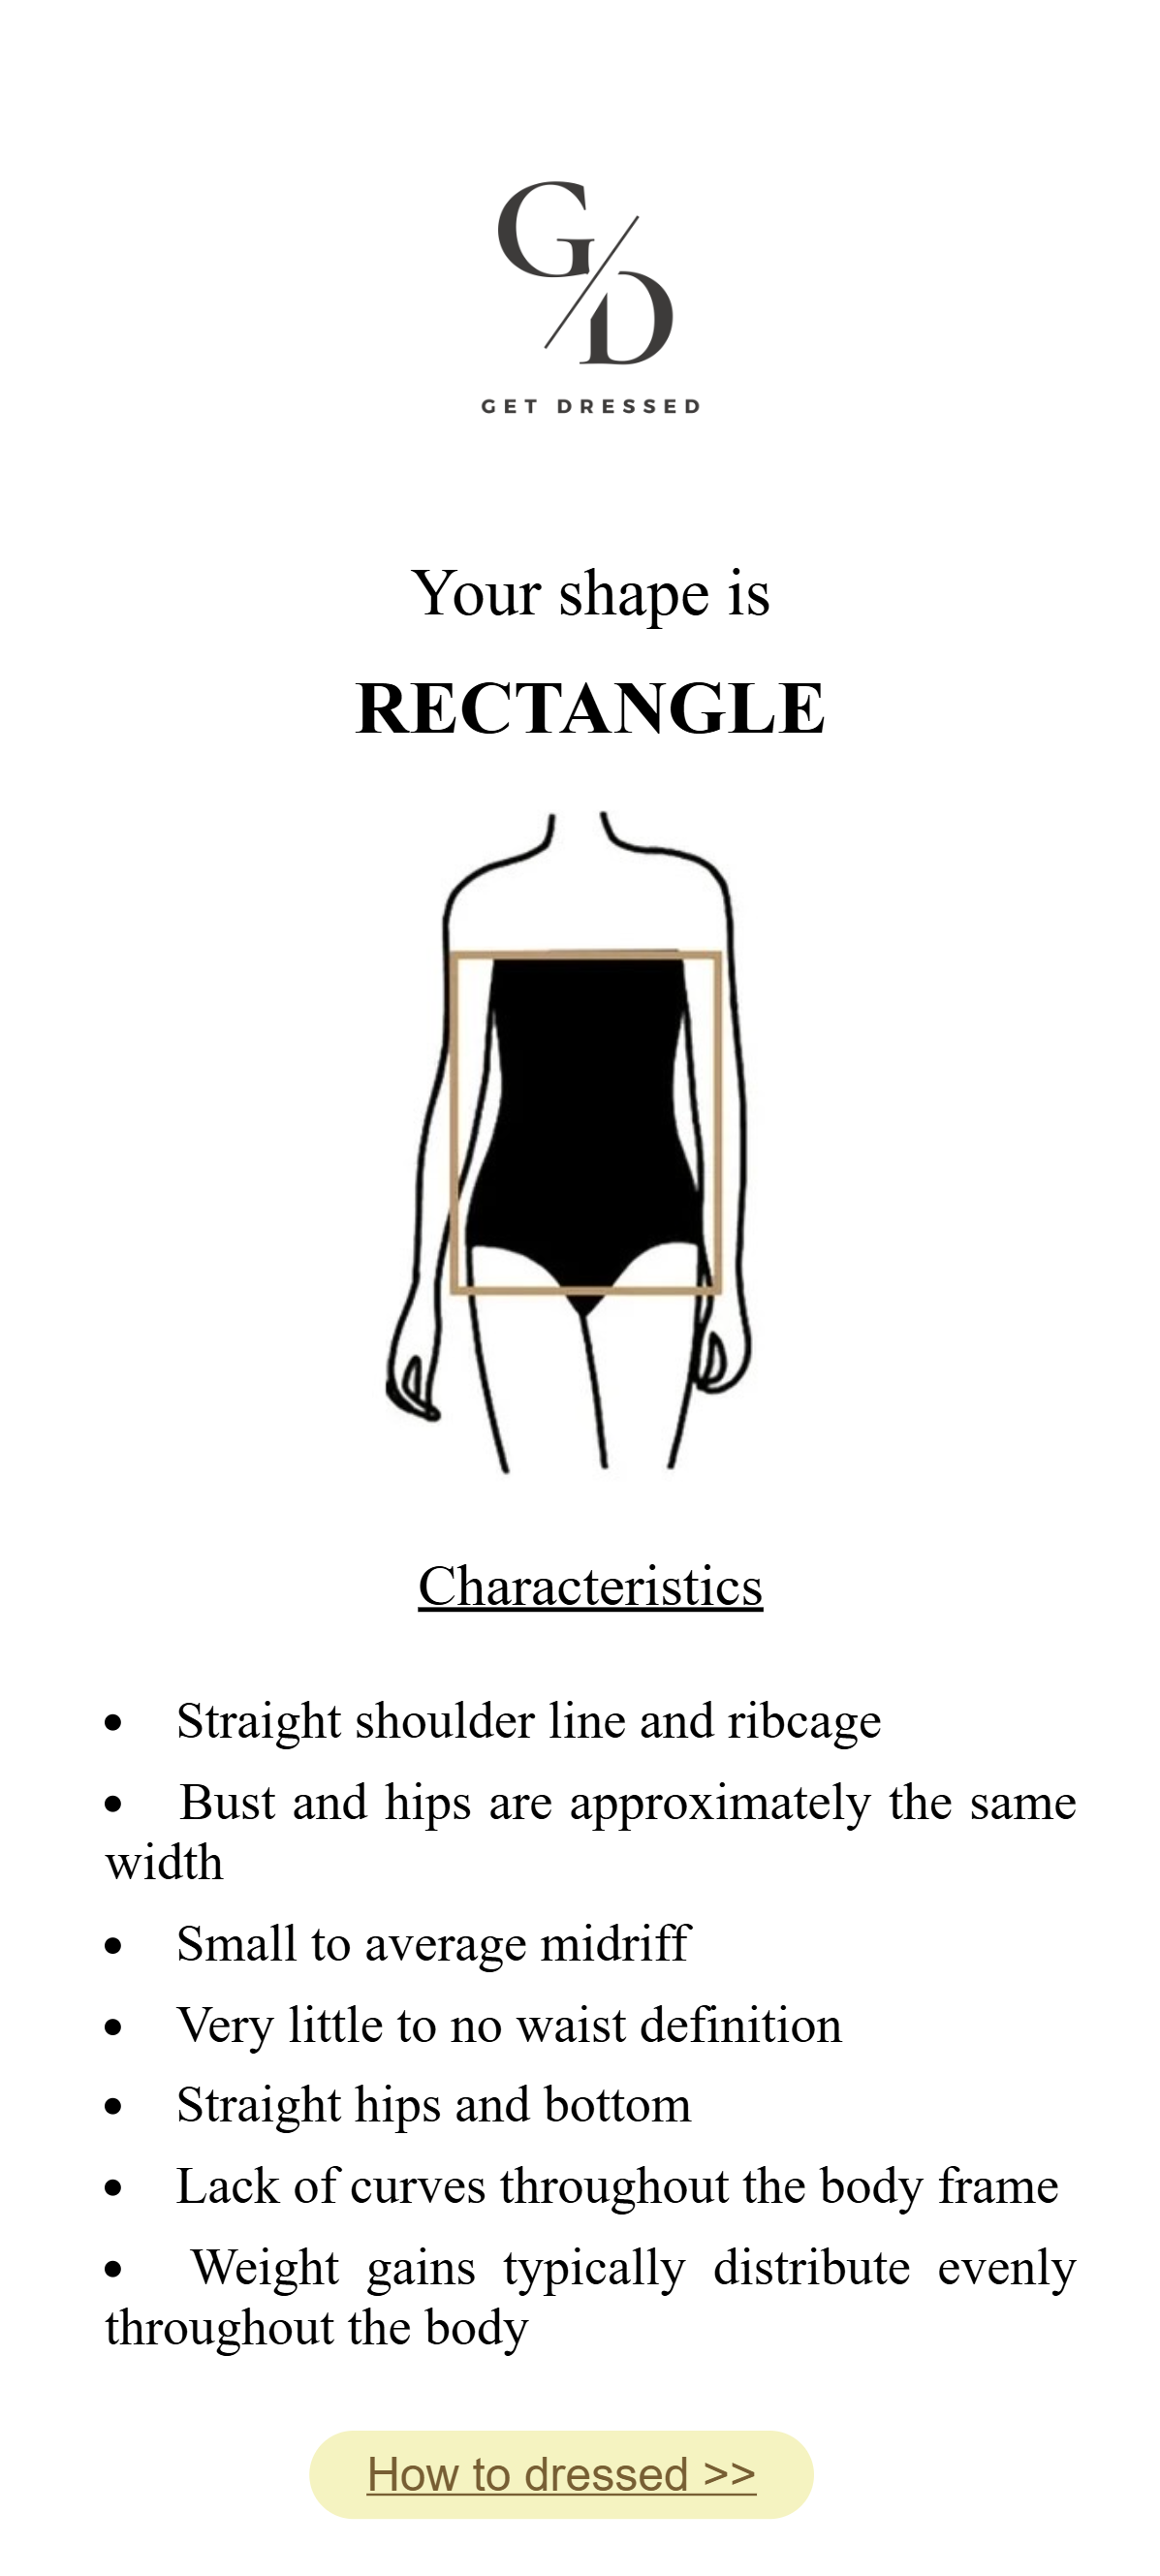 G/D
GET DRESSED
Your shape is
RECTANGLE
Characteristics
• Straight shoulder line and ribcage
• Bust and hips are approximately the same
width
• Small to average midriff
• Very little to no waist definition
• Straight hips and bottom
• Lack of curves throughout the body frame
• Weight gains typically distribute evenly
throughout the body
How to dressed >>